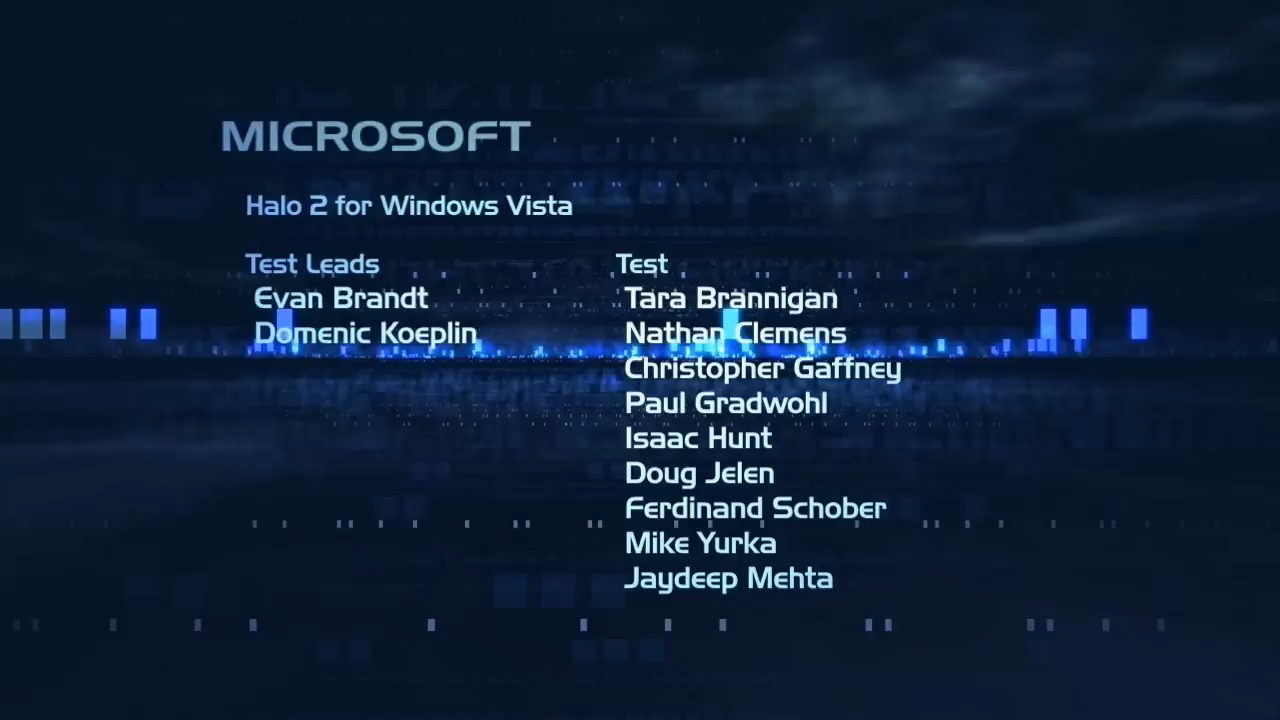 MICROSOFT
Halo 2 for Windows Vista
Test Leads
Evan Brandt
Domenic Koeplin
Test
Tara Brannigan
Nathan Clemens
Christopher Gaffney
Paul Gradwohl
Isaac Hunt
Doug Jelen
Ferdinand Schober
Mike Yurka
Jaydeep Mehta